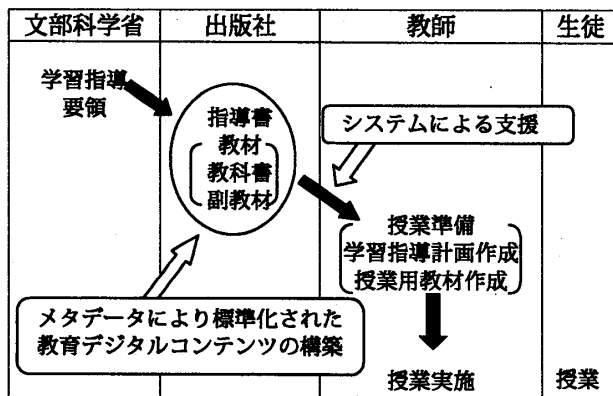 文部科学省
出版社
教師
生徒
学習指導
要領
指導書
教材
教科書
副教材
システムによる支援
授業準備
学習指導計画作成
授業用教材作成
メタデータにより標準化された
教育デジタルコンテンツの構築
授業実施
授業